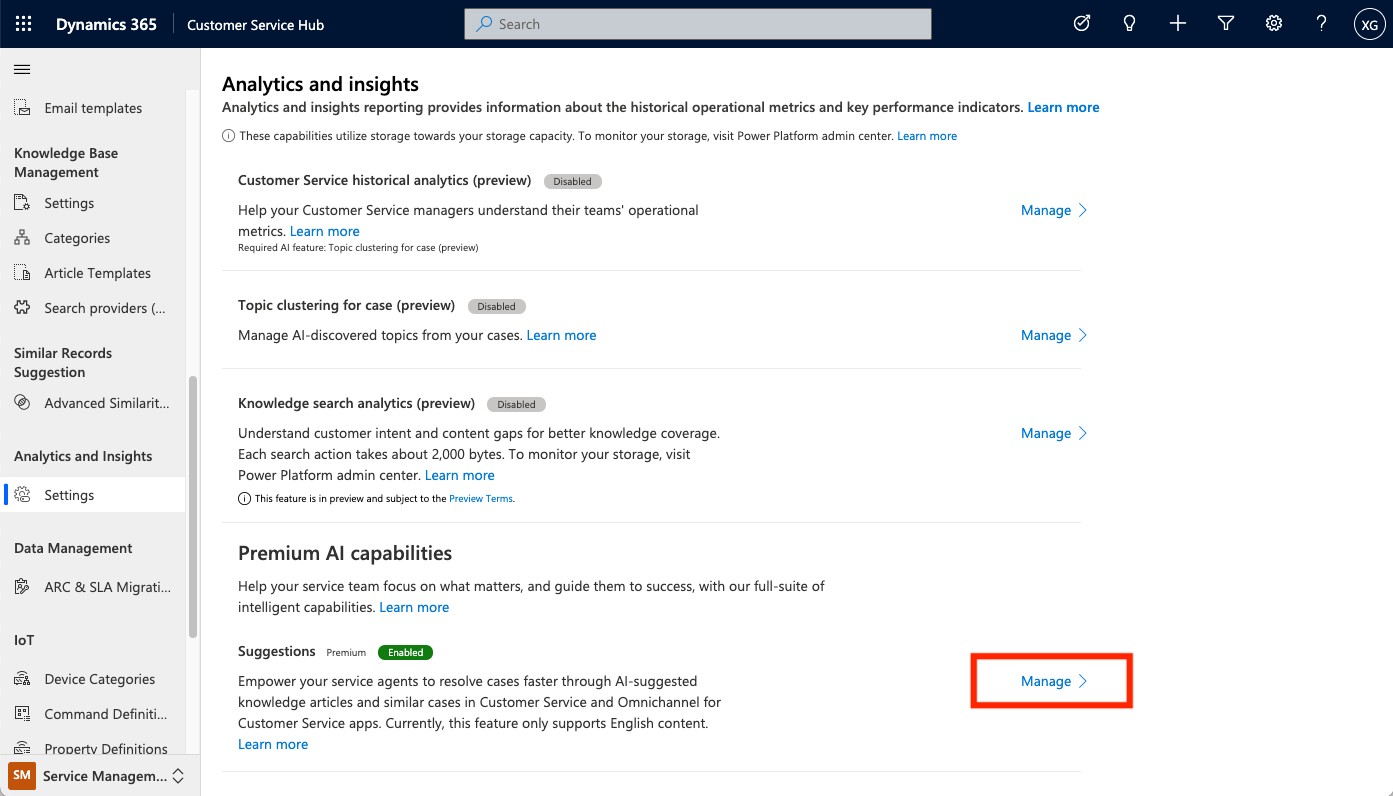 Dynamics 365
Customer Service Hub
Search
XG
Email templates
Knowledge Base
Management
Settings
Categories
Article Templates
Search providers (...
Similar Records
Suggestion
Advanced Similarit...
Analytics and Insights
Settings
Data Management
ARC & SLA Migrati...
IoT
Device Categories
Command Definiti...
Property Definitions
SM Service Managem...
Analytics and insights
Analytics and insights reporting provides information about the historical operational metrics and key performance indicators. Learn more
These capabilities utilize storage towards your storage capacity. To monitor your storage, visit Power Platform admin center. Learn more
Customer Service historical analytics (preview) Disabled
Help your Customer Service managers understand their teams' operational
metrics. Learn more
Required AI feature: Topic clustering for case (preview)
Manage
Topic clustering for case (preview) Disabled
Manage AI-discovered topics from your cases. Learn more
Manage
Knowledge search analytics (preview) Disabled
Understand customer intent and content gaps for better knowledge coverage.
Each search action takes about 2,000 bytes. To monitor your storage, visit
Power Platform admin center. Learn more
This feature is in preview and subject to the Preview Terms.
Manage
Premium AI capabilities
Help your service team focus on what matters, and guide them to success, with our full-suite of
intelligent capabilities. Learn more
Suggestions Premium Enabled
Empower your service agents to resolve cases faster through AI-suggested
knowledge articles and similar cases in Customer Service and Omnichannel for
Customer Service apps. Currently, this feature only supports English content.
Learn more
Manage